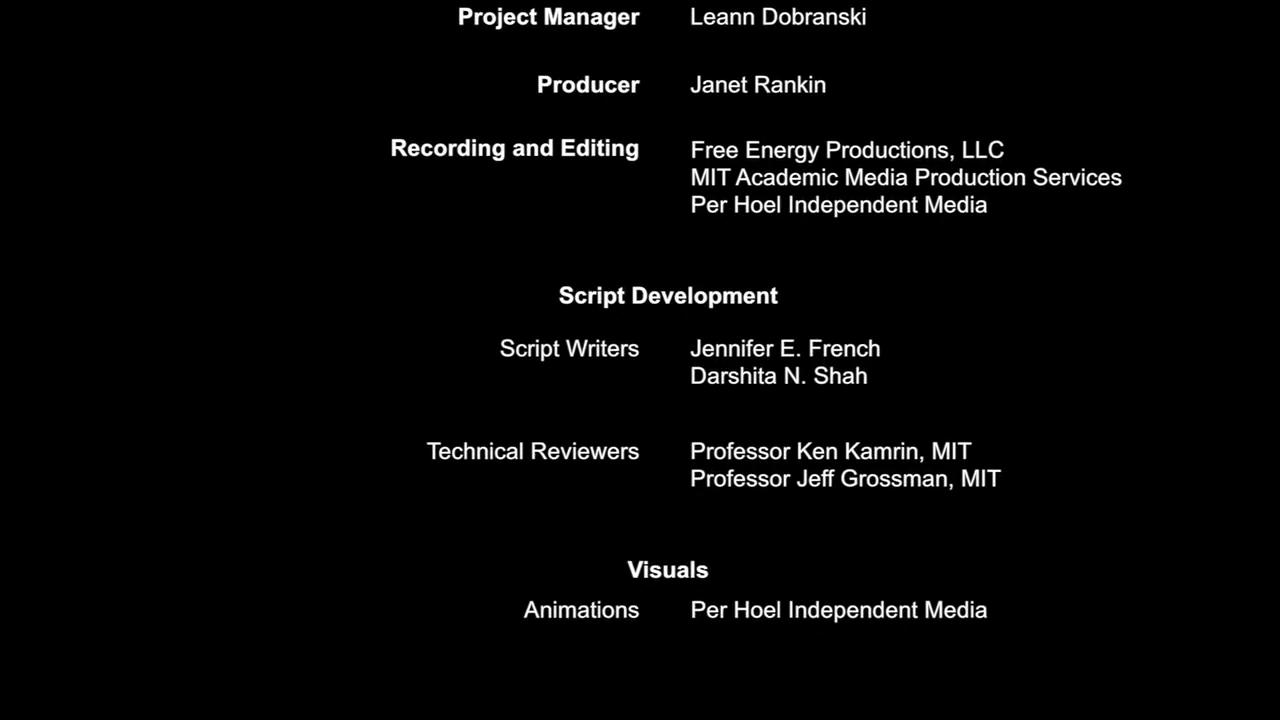 Project Manager Leann Dobranski
Producer Janet Rankin
Recording and Editing Free Energy Productions, LLC
MIT Academic Media Production Services
Per Hoel Independent Media
Script Development
Script Writers Jennifer E. French
Darshita N. Shah
Technical Reviewers Professor Ken Kamrin, MIT
Professor Jeff Grossman, MIT
Visuals
Animations Per Hoel Independent Media